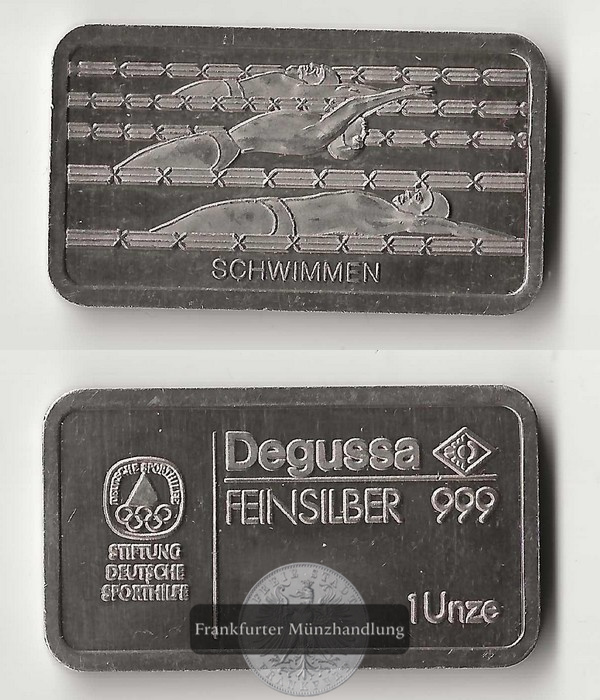 SCHWIMMEN
Degussa
FEINSILBER 999
DEUTSCHE SPORTHILFE
STIFTUNG
DEUTSCHE
SPORTHILFE
1 Unze
Frankfurter Münzhandlung